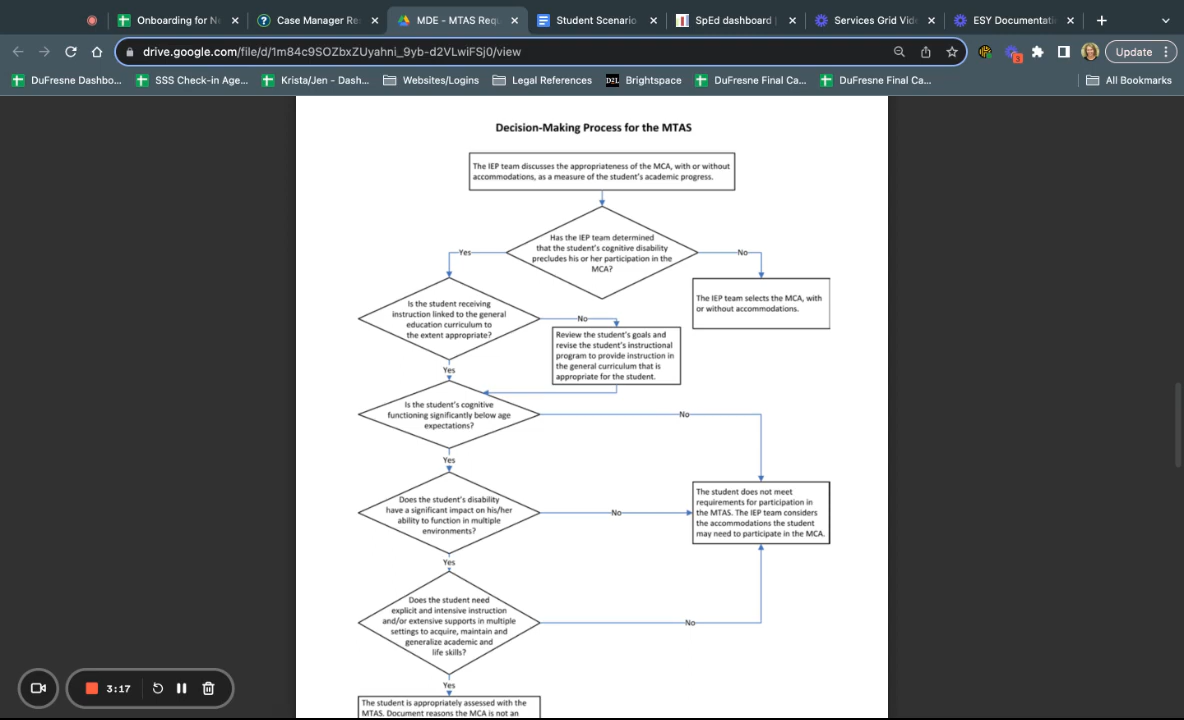 Onboarding for Ne
Case Manager Re
MDE - MTAS Requ
Student Scenario
SpEd dashboard
Services Grid Vide
ESY Documentatio
drive.google.com/file/d/1m84c9SOZbxZUyahni_9yb-d2VLwiFSj0/view
3
Update
DuFresne Dashbo...
SSS Check-in Age...
Krista/Jen - Dash...
Websites/Logins
Legal References
D2L
Brightspace
DuFresne Final Ca...
DuFresne Final Ca...
All Bookmarks
Decision-Making Process for the MTAS
The IEP team discusses the appropriateness of the MCA, with or without
accommodations, as a measure of the student's academic progress.
Has the IEP team determined
that the student's cognitive disability
precludes his or her participation in the
MCA?
Yes
No
Is the student receiving
instruction linked to the general
education curriculum to
the extent appropriate?
The IEP team selects the MCA, with
or without accommodations.
No
Review the student's goals and
revise the student's instructional
program to provide instruction in
the general curriculum that is
appropriate for the student.
Yes
Is the student's cognitive
functioning significantly below age
expectations?
No
Yes
Does the student's disability
have a significant impact on his/her
ability to function in multiple
environments?
No
The student does not meet
requirements for participation in
the MTAS. The IEP team considers
the accommodations the student
may need to participate in the MCA.
Yes
Does the student need
explicit and intensive instruction
and/or extensive supports in multiple
settings to acquire, maintain and
generalize academic and
life skills?
No
Yes
The student is appropriately assessed with the
MTAS. Document reasons the MCA is not an
3:17